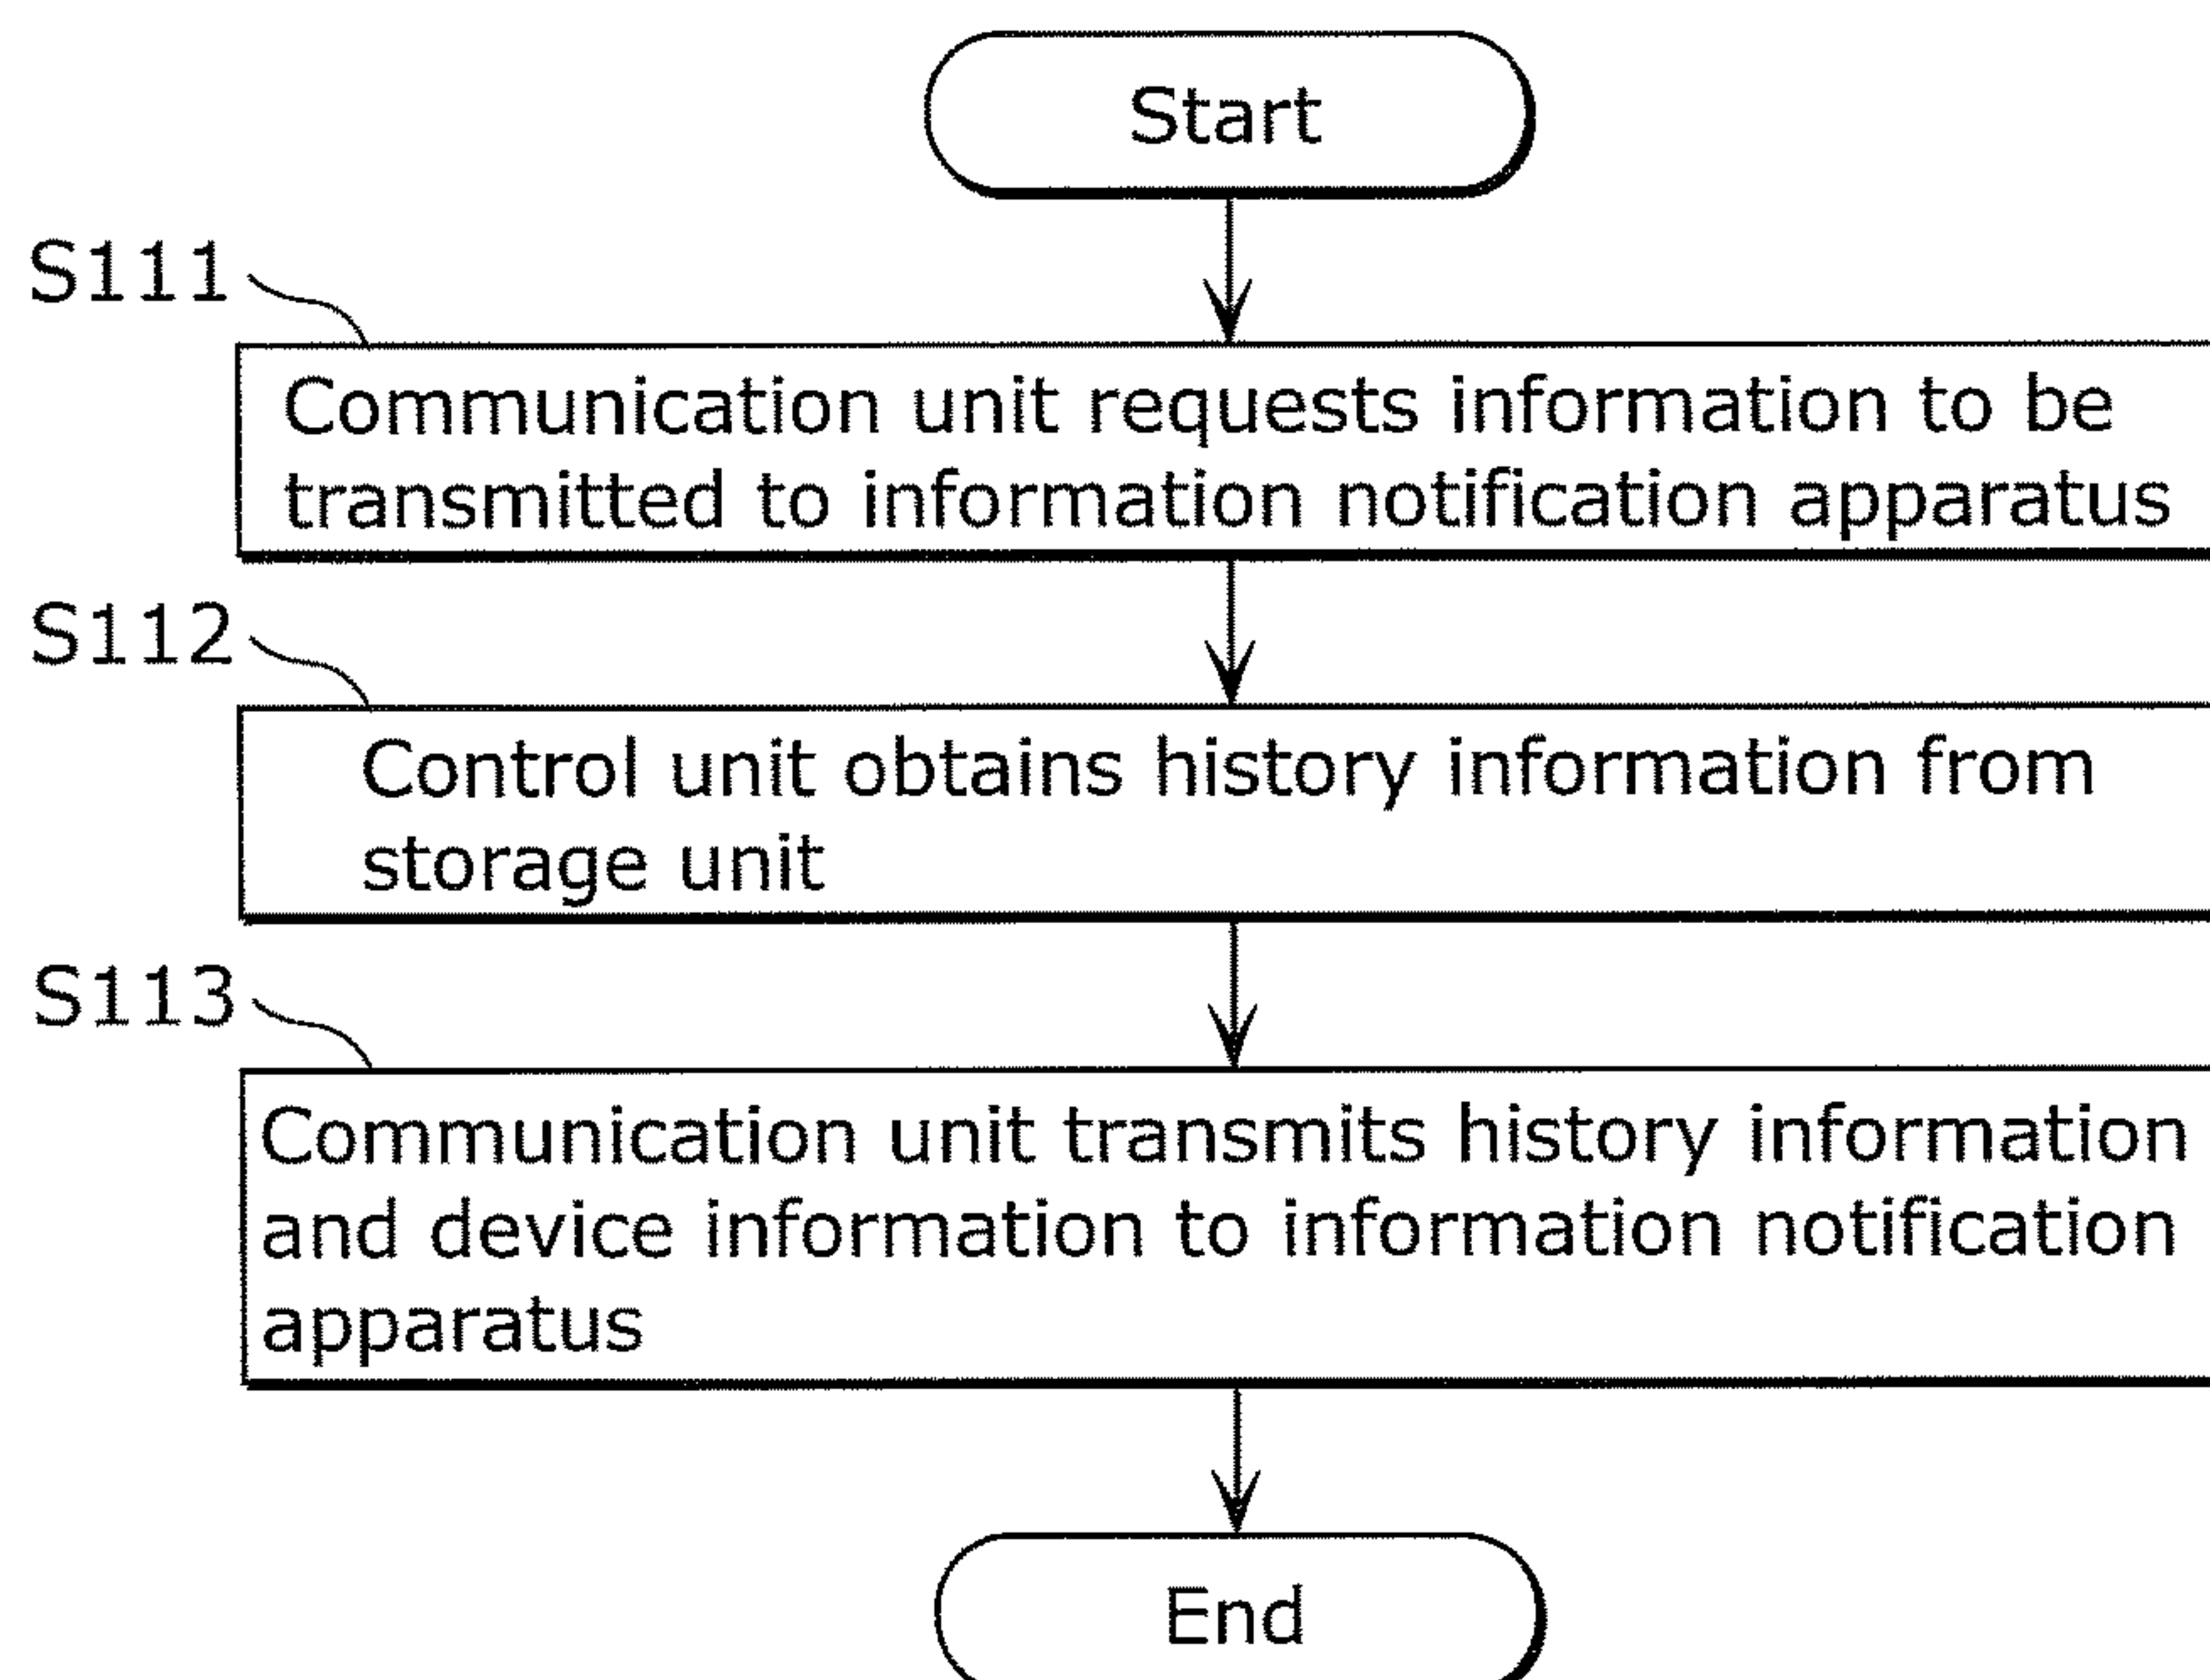 Start
S111
Communication unit requests information to be
transmitted to information notification apparatus
S112
Control unit obtains history information from
storage unit
S113
Communication unit transmits history information
and device information to information notification
apparatus
End